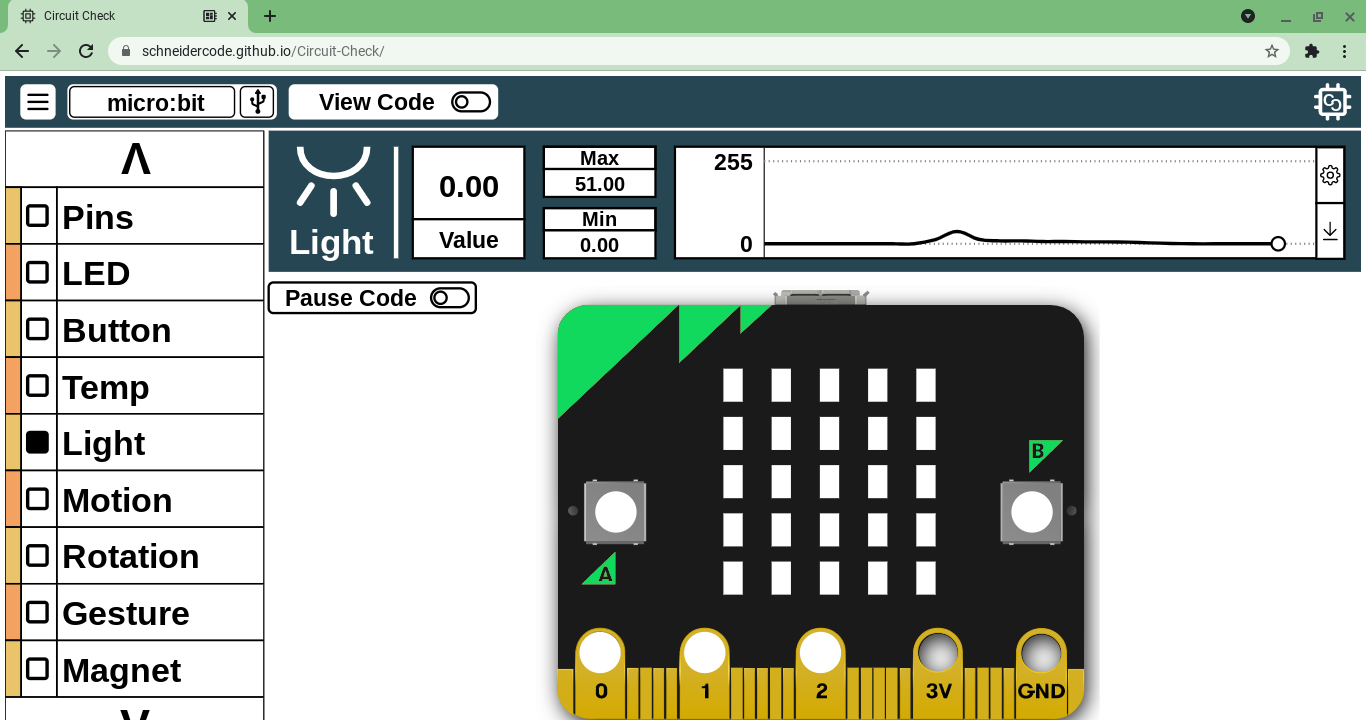 Circuit Check
schneidercode.github.io/Circuit-Check/
micro:bit
View Code
Pins
LED
Button
Temp
Light
Motion
Rotation
Gesture
Magnet
Light
0.00
Value
Max
51.00
Min
0.00
255
0
Pause Code
B
A
0 1 2 3V GND